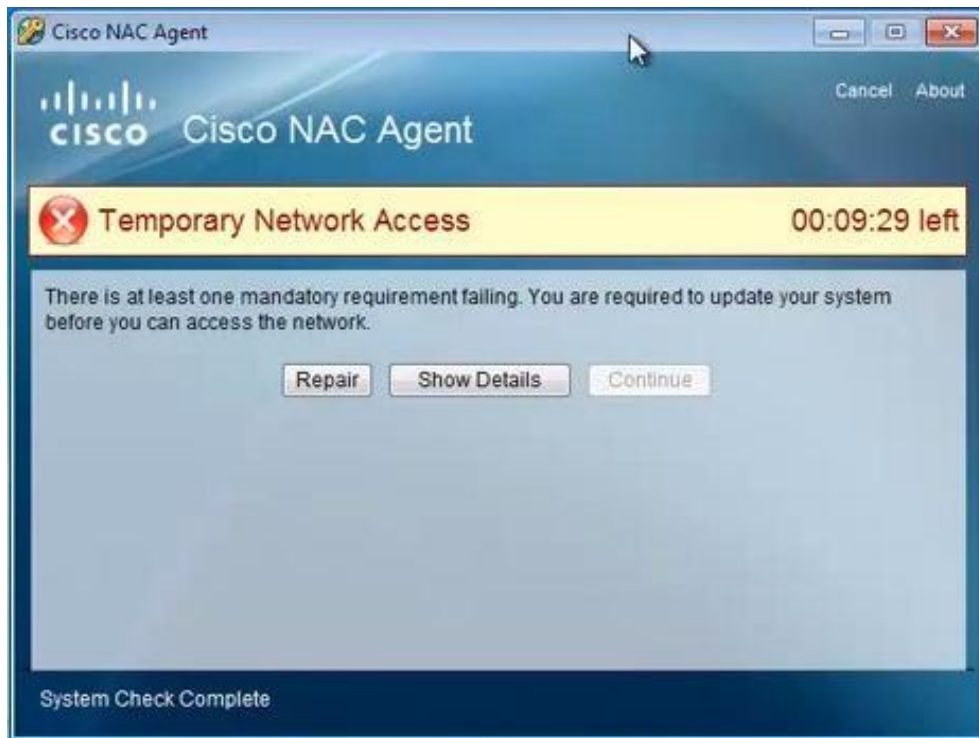 Cisco NAC Agent
Cancel About
CISCO Cisco NAC Agent
Temporary Network Access 00:09:29 left
There is at least one mandatory requirement failing. You are required to update your system
before you can access the network.
Repair Show Details Continue
System Check Complete